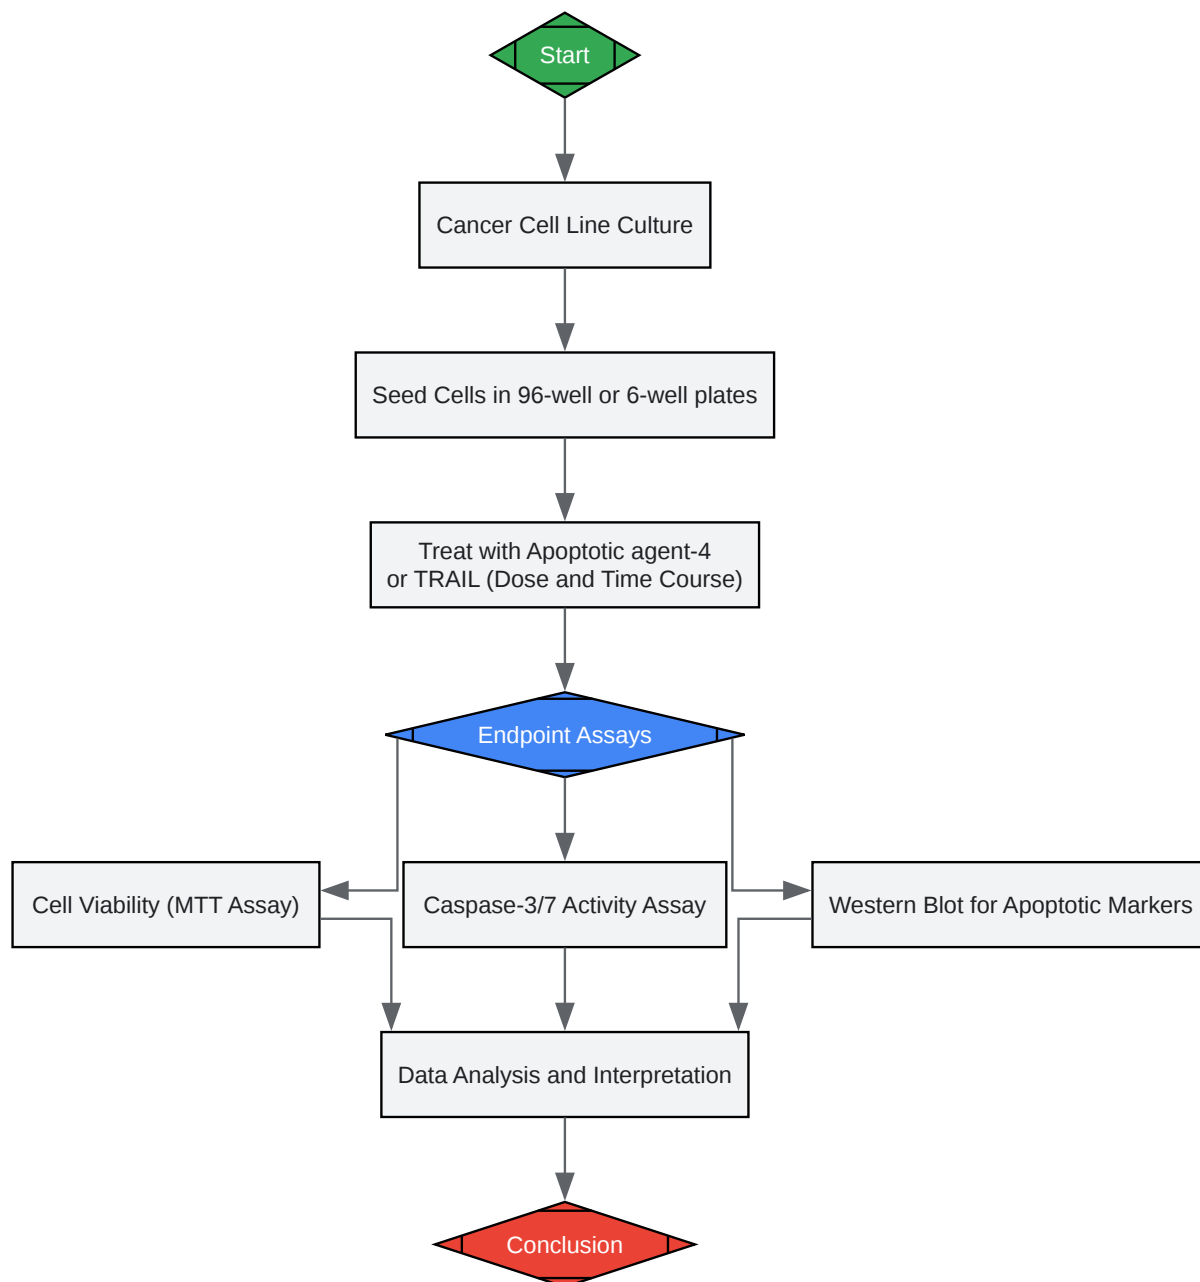 Start
Cancer Cell Line Culture
Seed Cells in 96-well or 6-well plates
Treat with Apoptotic agent-4
or TRAIL (Dose and Time Course)
Endpoint Assays
Cell Viability (MTT Assay)
Caspase-3/7 Activity Assay
Western Blot for Apoptotic Markers
Data Analysis and Interpretation
Conclusion